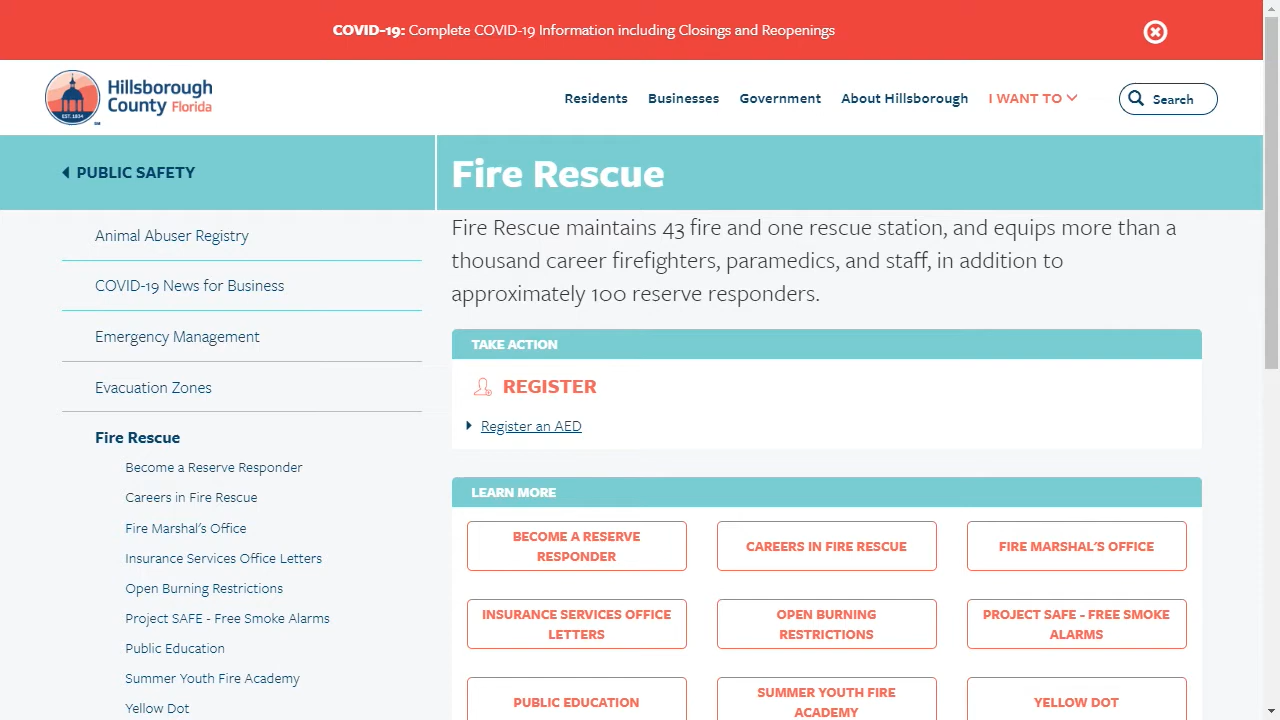 COVID-19: Complete COVID-19 Information including Closings and Reopenings
Hillsborough
County Florida
EST. 1834
SM
Residents
Businesses
Government
About Hillsborough
I WANT TO
Search
PUBLIC SAFETY
Fire Rescue
Animal Abuser Registry
COVID-19 News for Business
Emergency Management
Evacuation Zones
Fire Rescue
Become a Reserve Responder
Careers in Fire Rescue
Fire Marshal's Office
Insurance Services Office Letters
Open Burning Restrictions
Project SAFE - Free Smoke Alarms
Public Education
Summer Youth Fire Academy
Yellow Dot
Fire Rescue maintains 43 fire and one rescue station, and equips more than a
thousand career firefighters, paramedics, and staff, in addition to
approximately 100 reserve responders.
TAKE ACTION
REGISTER
Register an AED
LEARN MORE
BECOME A RESERVE
RESPONDER
CAREERS IN FIRE RESCUE
FIRE MARSHAL'S OFFICE
INSURANCE SERVICES OFFICE
LETTERS
OPEN BURNING
RESTRICTIONS
PROJECT SAFE - FREE SMOKE
ALARMS
PUBLIC EDUCATION
SUMMER YOUTH FIRE
ACADEMY
YELLOW DOT